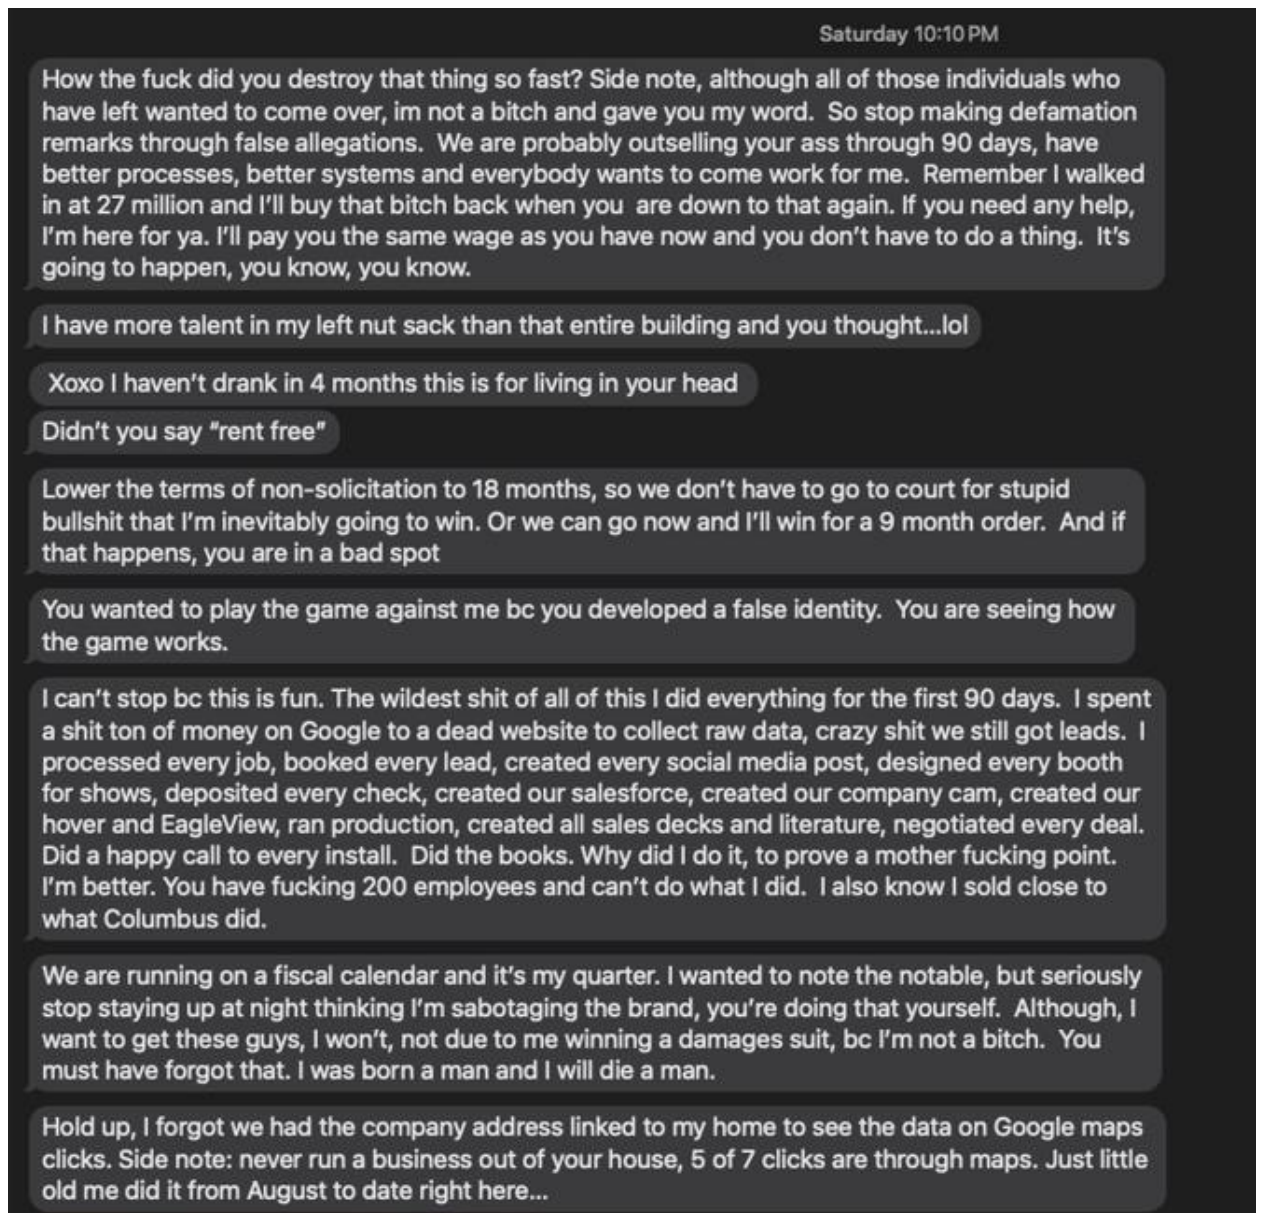 Saturday 10:10 PM
How the fuck did you destroy that thing so fast? Side note, although all of those individuals who
have left wanted to come over, im not a bitch and gave you my word.  So stop making defamation
remarks through false allegations.  We are probably outselling your ass through 90 days, have
better processes, better systems and everybody wants to come work for me.  Remember I walked
in at 27 million and I’ll buy that bitch back when you  are down to that again. If you need any help,
I’m here for ya. I’ll pay you the same wage as you have now and you don’t have to do a thing.  It’s
going to happen, you know, you know.
I have more talent in my left nut sack than that entire building and you thought...lol
Xoxo I haven’t drank in 4 months this is for living in your head
Didn’t you say “rent free”
Lower the terms of non-solicitation to 18 months, so we don’t have to go to court for stupid
bullshit that I’m inevitably going to win. Or we can go now and I’ll win for a 9 month order.  And if
that happens, you are in a bad spot
You wanted to play the game against me bc you developed a false identity.  You are seeing how
the game works.
I can’t stop bc this is fun. The wildest shit of all of this I did everything for the first 90 days.  I spent
a shit ton of money on Google to a dead website to collect raw data, crazy shit we still got leads.  I
processed every job, booked every lead, created every social media post, designed every booth
for shows, deposited every check, created our salesforce, created our company cam, created our
hover and EagleView, ran production, created all sales decks and literature, negotiated every deal.
Did a happy call to every install.  Did the books. Why did I do it, to prove a mother fucking point.
I’m better. You have fucking 200 employees and can’t do what I did.  I also know I sold close to
what Columbus did.
We are running on a fiscal calendar and it’s my quarter. I wanted to note the notable, but seriously
stop staying up at night thinking I’m sabotaging the brand, you’re doing that yourself.  Although, I
want to get these guys, I won’t, not due to me winning a damages suit, bc I’m not a bitch.  You
must have forgot that. I was born a man and I will die a man.
Hold up, I forgot we had the company address linked to my home to see the data on Google maps
clicks. Side note: never run a business out of your house, 5 of 7 clicks are through maps. Just little
old me did it from August to date right here...